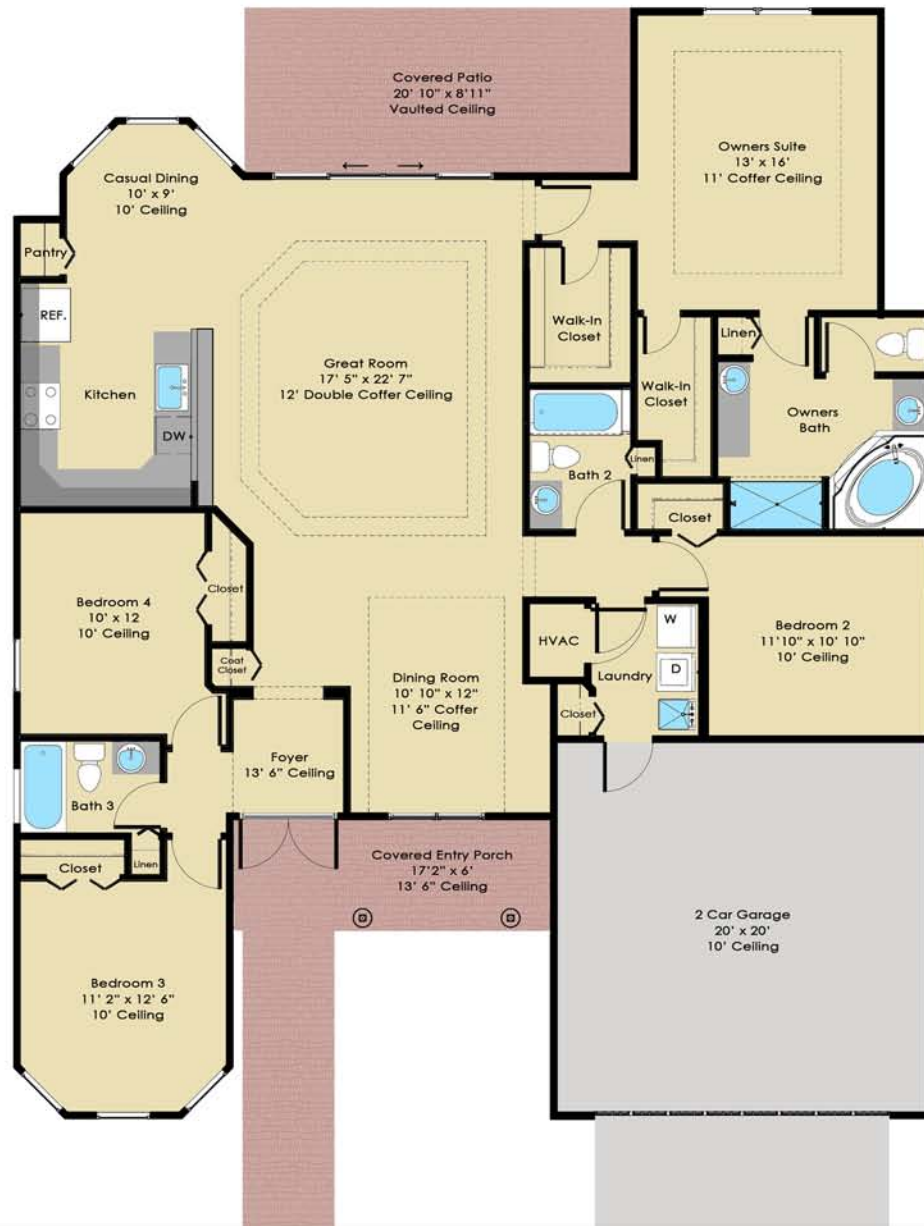 Covered Patio
20' 10" x 8'11"
Vaulted Ceiling
Owners Suite
13' x 16'
11' Coffer Ceiling
Casual Dining
10' x 9'
10' Ceiling
Pantry
REF.
Kitchen
DW
Great Room
17' 5" x 22' 7"
12' Double Coffer Ceiling
Walk-In
Closet
Walk-In
Closet
Linen
Owners
Bath
Bath 2
Linen
Closet
Bedroom 4
10' x 12
10' Ceiling
Closet
Coat
Closet
Bedroom 2
11'10" x 10' 10"
10' Ceiling
HVAC
W
D
Laundry
Closet
Dining Room
10' 10" x 12"
11' 6" Coffer
Ceiling
Foyer
13' 6" Ceiling
Bath 3
Linen
Closet
Covered Entry Porch
17'2" x 6'
13' 6" Ceiling
2 Car Garage
20' x 20'
10' Ceiling
Bedroom 3
11' 2" x 12' 6"
10' Ceiling